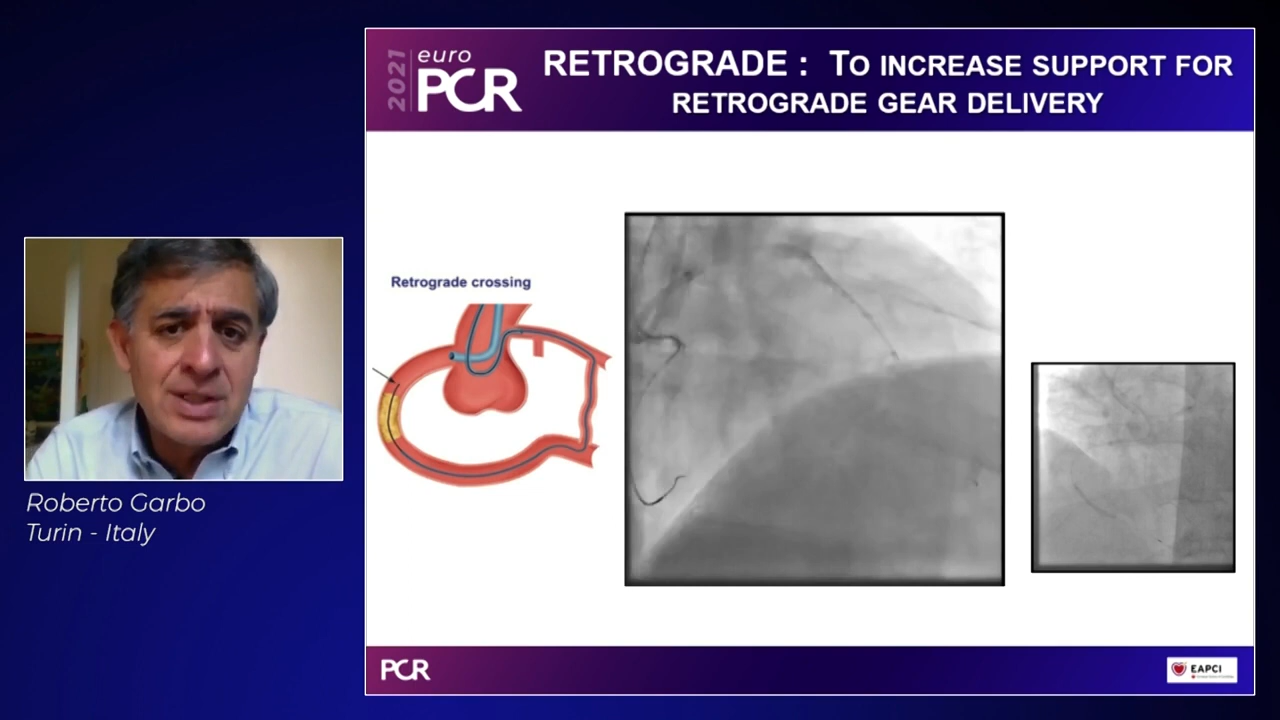 2021
euro
PCR
RETROGRADE : TO INCREASE SUPPORT FOR
RETROGRADE GEAR DELIVERY
Retrograde crossing
Roberto Garbo
Turin - Italy
PCR
EAPCI